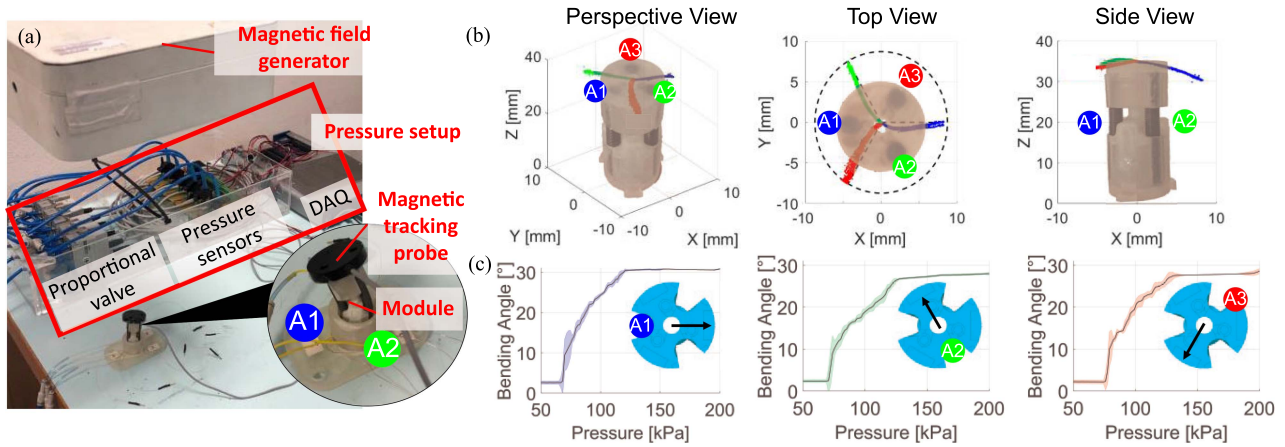 (a)
Magnetic field
generator
Pressure setup
DAQ
Magnetic
tracking
probe
Pressure
sensors
Proportional
valve
Module
A1
A2
(b)
Perspective View
Top View
Side View
A3
A1
A2
Z [mm]
40
20
0
Y [mm]
10
0
-10
X [mm]
-10
0
10
A3
A1
A2
Y [mm]
10
5
0
-5
-10
X [mm]
-10
0
10
A1
A2
Z [mm]
40
30
20
10
0
X [mm]
-10
0
10
(c)
Bending Angle [°]
30
20
10
0
A1
50
100
150
200
Pressure [kPa]
Bending Angle [°]
30
20
10
0
A2
50
100
150
200
Pressure [kPa]
Bending Angle [°]
30
20
10
0
A3
50
100
150
200
Pressure [kPa]